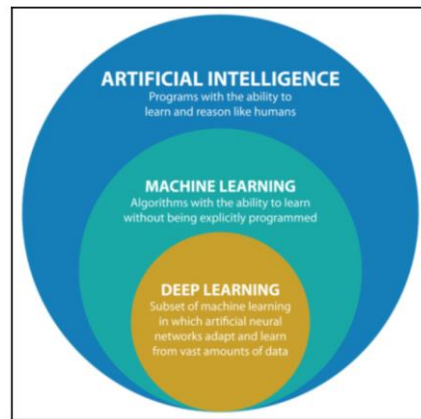 ARTIFICIAL INTELLIGENCE
Programs with the ability to
learn and reason like humans
MACHINE LEARNING
Algorithms with the ability to learn
without being explicitly programmed
DEEP LEARNING
Subset of machine learning
in which artificial neural
networks adapt and learn
from vast amounts of data